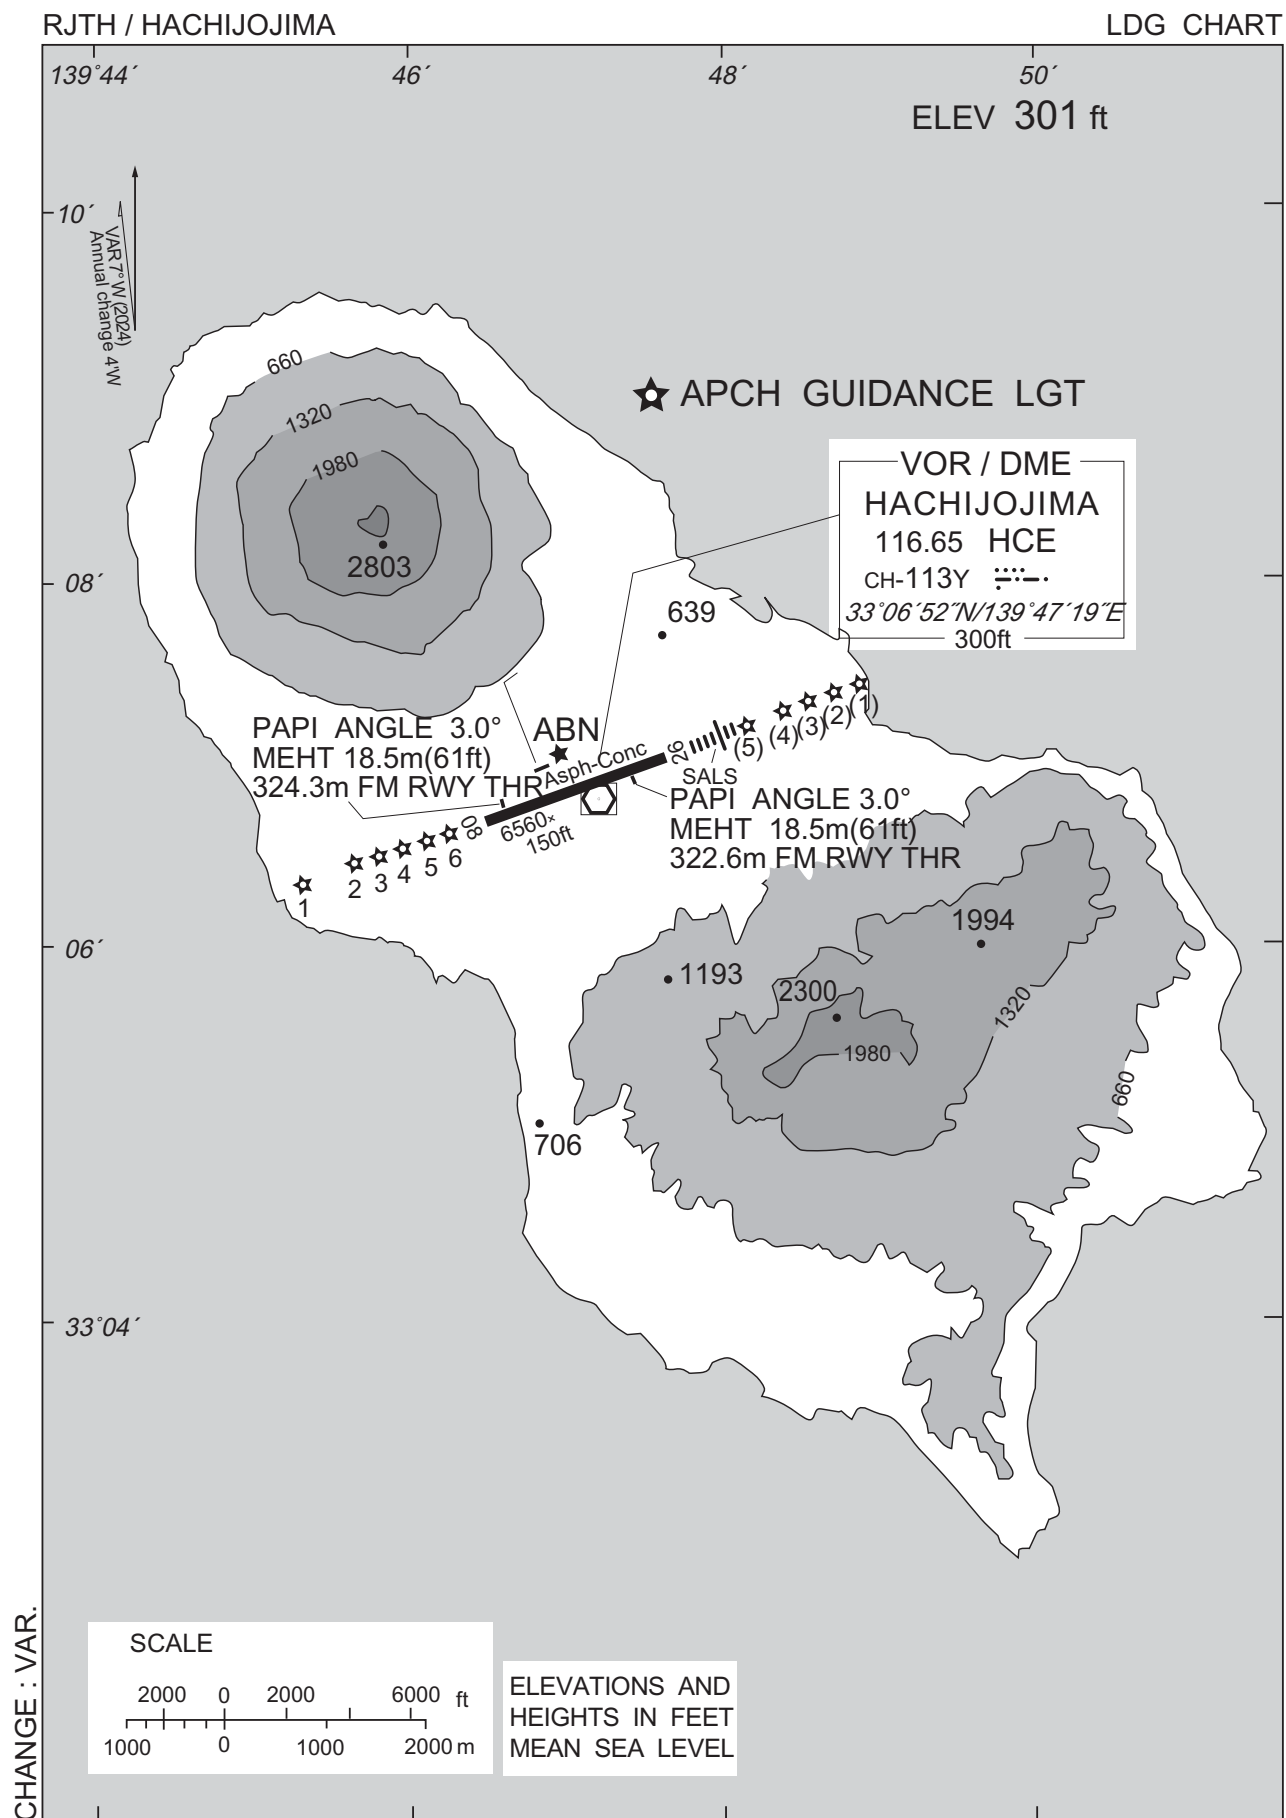 RJTH / HACHIJOJIMA
LDG CHART
139°44´
46´
48´
50´
ELEV 301 ft
10´
VAR 7° W (2024)
Annual change 4'W
660
1320
1980
2803
APCH GUIDANCE LGT
VOR / DME
HACHIJOJIMA
116.65 HCE
CH-113Y
33°06´52˝N/139°47´19˝E
300ft
08´
639
PAPI ANGLE 3.0°
MEHT 18.5m(61ft)
324.3m FM RWY THR
ABN
Asph-Conc
26
SALS
(5)
(4)
(3)
(2)
(1)
08
6560×
150ft
PAPI ANGLE 3.0°
MEHT 18.5m(61ft)
322.6m FM RWY THR
1
2
3
4
5
6
06´
1994
1193
2300
1980
1320
660
706
33°04´
CHANGE : VAR.
SCALE
2000 0 2000 6000 ft
1000 0 1000 2000 m
ELEVATIONS AND
HEIGHTS IN FEET
MEAN SEA LEVEL